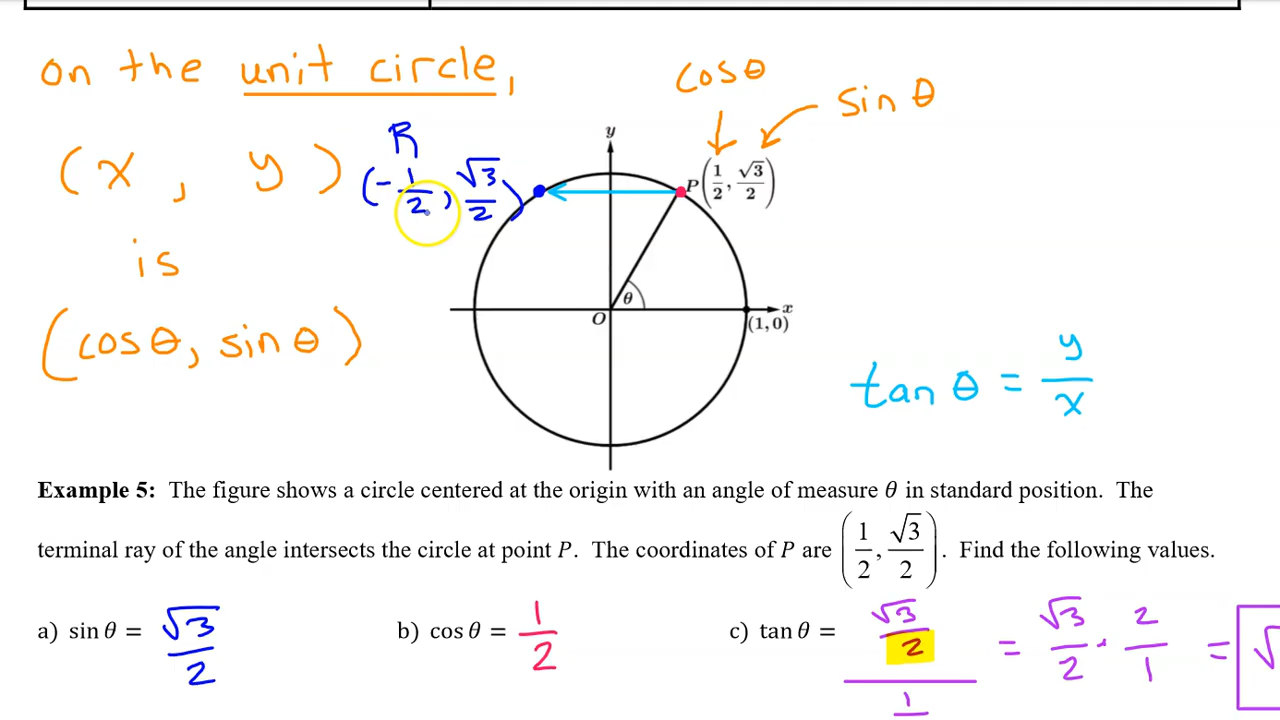 on the unit circle,
cosθ
sin θ
(x, y)
is
(cosθ, sin θ)
R
(-1/2, √3/2)
y
P(1/2, √3/2)
θ
O
x
(1, 0)
tan θ = y/x
Example 5: The figure shows a circle centered at the origin with an angle of measure θ in standard position. The
terminal ray of the angle intersects the circle at point P. The coordinates of P are (1/2, √3/2). Find the following values.
a) sin θ = √3/2
b) cos θ = 1/2
c) tan θ = √3/2 / 1 = √3/2 · 2/1 = √